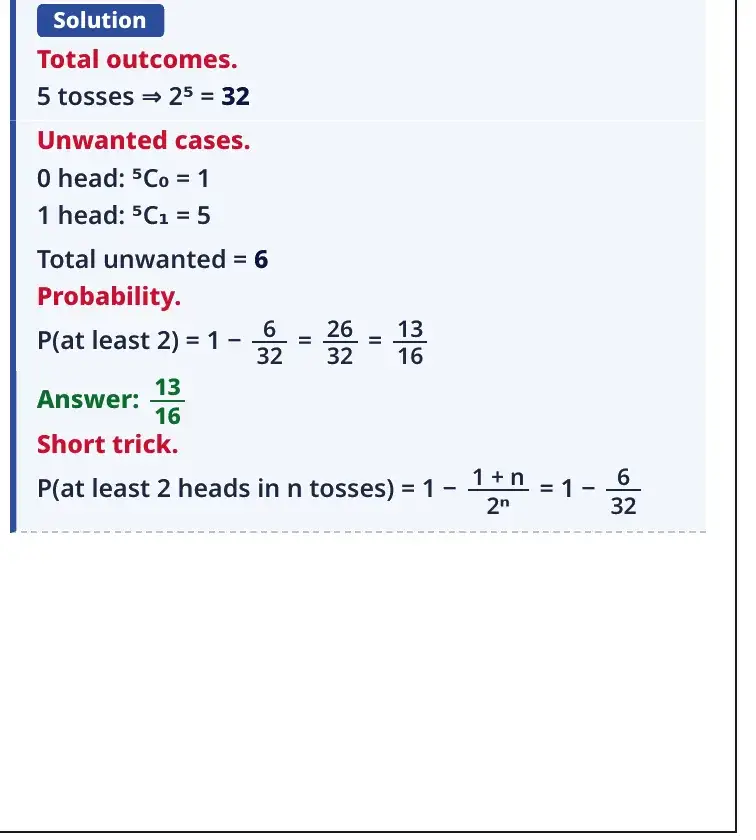 Solution
Total outcomes.
5 tosses ⇒ 2⁵ = 32
Unwanted cases.
0 head: ⁵C₀ = 1
1 head: ⁵C₁ = 5
Total unwanted = 6
Probability.
P(at least 2) = 1 − 6/32 = 26/32 = 13/16
Answer: 13/16
Short trick.
P(at least 2 heads in n tosses) = 1 − (1 + n)/2ⁿ = 1 − 6/32